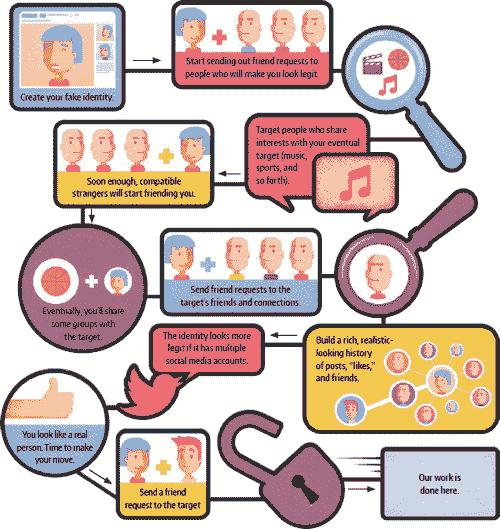 Create your fake identity.
Start sending out friend requests to
people who will make you look legit.
Target people who share
interests with your eventual
target (music,
sports, and
so forth).
Soon enough, compatible
strangers will start friending you.
Eventually, you'll share
some groups with
the target.
Send friend requests to the
target's friends and connections.
Build a rich, realistic-
looking history
of posts, "likes,"
and friends.
The identity looks more
legit if it has multiple
social media accounts.
You look like a real
person. Time to make
your move.
Send a friend
request to the target
Our work is
done here.